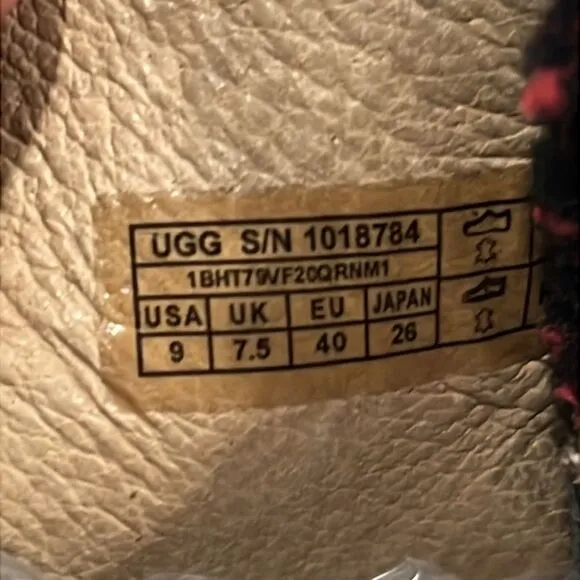 UGG S/N 1018784
1BHT79VF20QRNM1
USA UK EU JAPAN
9 7.5 40 26